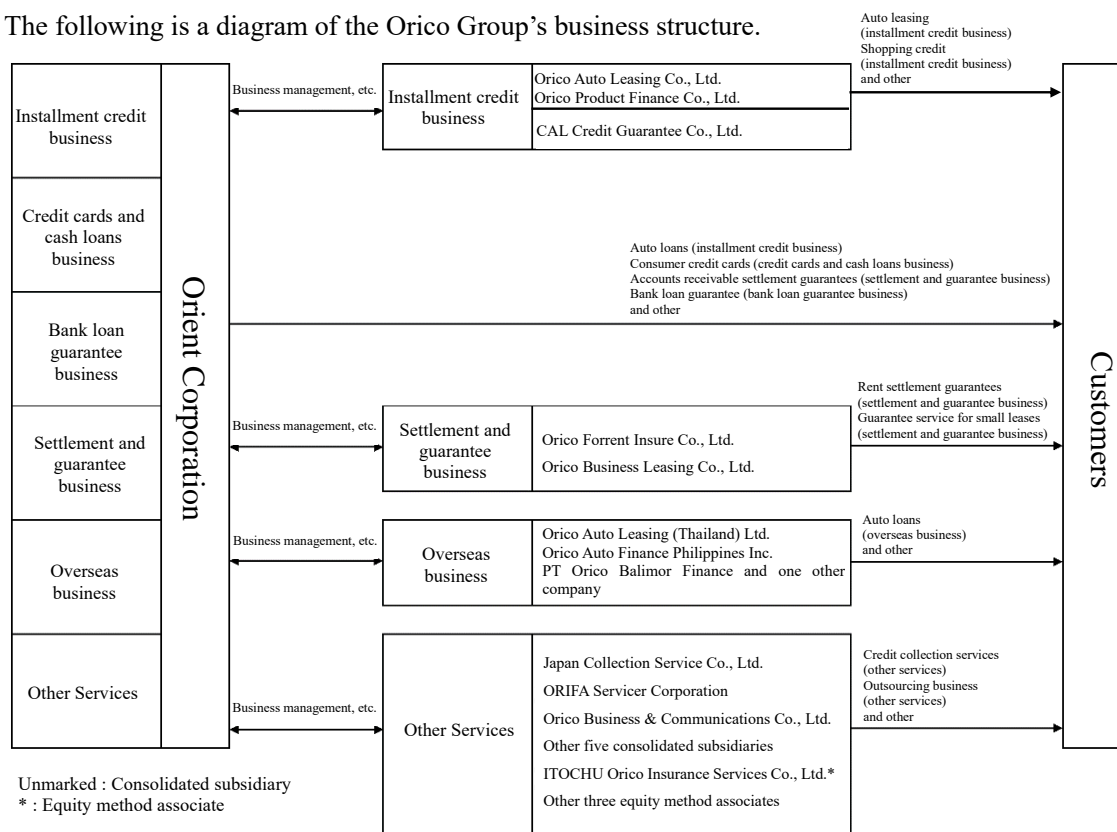 The following is a diagram of the Orico Group's business structure.
Installment credit
business
Credit cards and
cash loans
business
Bank loan
guarantee
business
Settlement and
guarantee
business
Overseas
business
Other Services
Orient Corporation
Business management, etc.
Installment credit
business
Orico Auto Leasing Co., Ltd.
Orico Product Finance Co., Ltd.
CAL Credit Guarantee Co., Ltd.
Auto leasing
(installment credit business)
Shopping credit
(installment credit business)
and other
Auto loans (installment credit business)
Consumer credit cards (credit cards and cash loans business)
Accounts receivable settlement guarantees (settlement and guarantee business)
Bank loan guarantee (bank loan guarantee business)
and other
Business management, etc.
Settlement and
guarantee
business
Orico Forrent Insure Co., Ltd.
Orico Business Leasing Co., Ltd.
Rent settlement guarantees
(settlement and guarantee business)
Guarantee service for small leases
(settlement and guarantee business)
Business management, etc.
Overseas
business
Orico Auto Leasing (Thailand) Ltd.
Orico Auto Finance Philippines Inc.
PT Orico Balimor Finance and one other
company
Auto loans
(overseas business)
and other
Business management, etc.
Other Services
Japan Collection Service Co., Ltd.
ORIFA Servicer Corporation
Orico Business & Communications Co., Ltd.
Other five consolidated subsidiaries
ITOCHU Orico Insurance Services Co., Ltd.*
Other three equity method associates
Credit collection services
(other services)
Outsourcing business
(other services)
and other
Customers
Unmarked : Consolidated subsidiary
* : Equity method associate